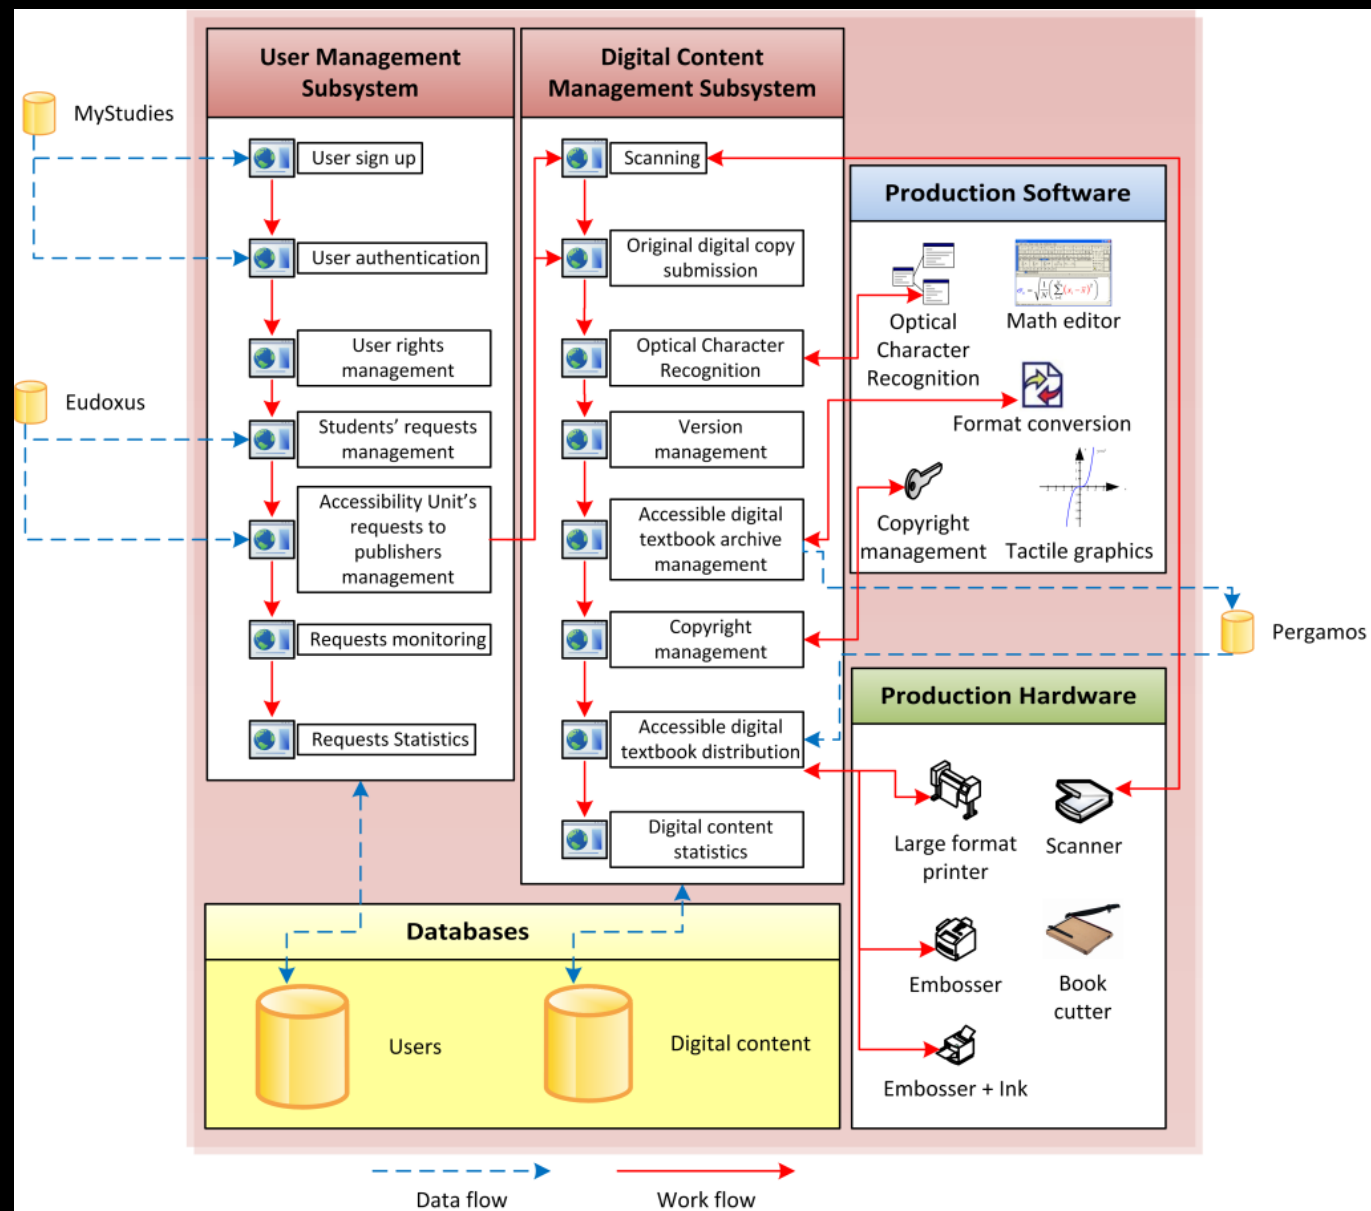 User Management
Subsystem
Digital Content
Management Subsystem
MyStudies
User sign up
User authentication
User rights
management
Eudoxus
Students' requests
management
Accessibility Unit's
requests to
publishers
management
Requests monitoring
Requests Statistics
Scanning
Original digital copy
submission
Optical Character
Recognition
Version
management
Accessible digital
textbook archive
management
Copyright
management
Accessible digital
textbook distribution
Digital content
statistics
Production Software
Optical
Character
Recognition
Math editor
Format conversion
Copyright
management
Tactile graphics
Pergamos
Production Hardware
Large format
printer
Scanner
Embosser
Book
cutter
Embosser + Ink
Databases
Users
Digital content
Data flow
Work flow